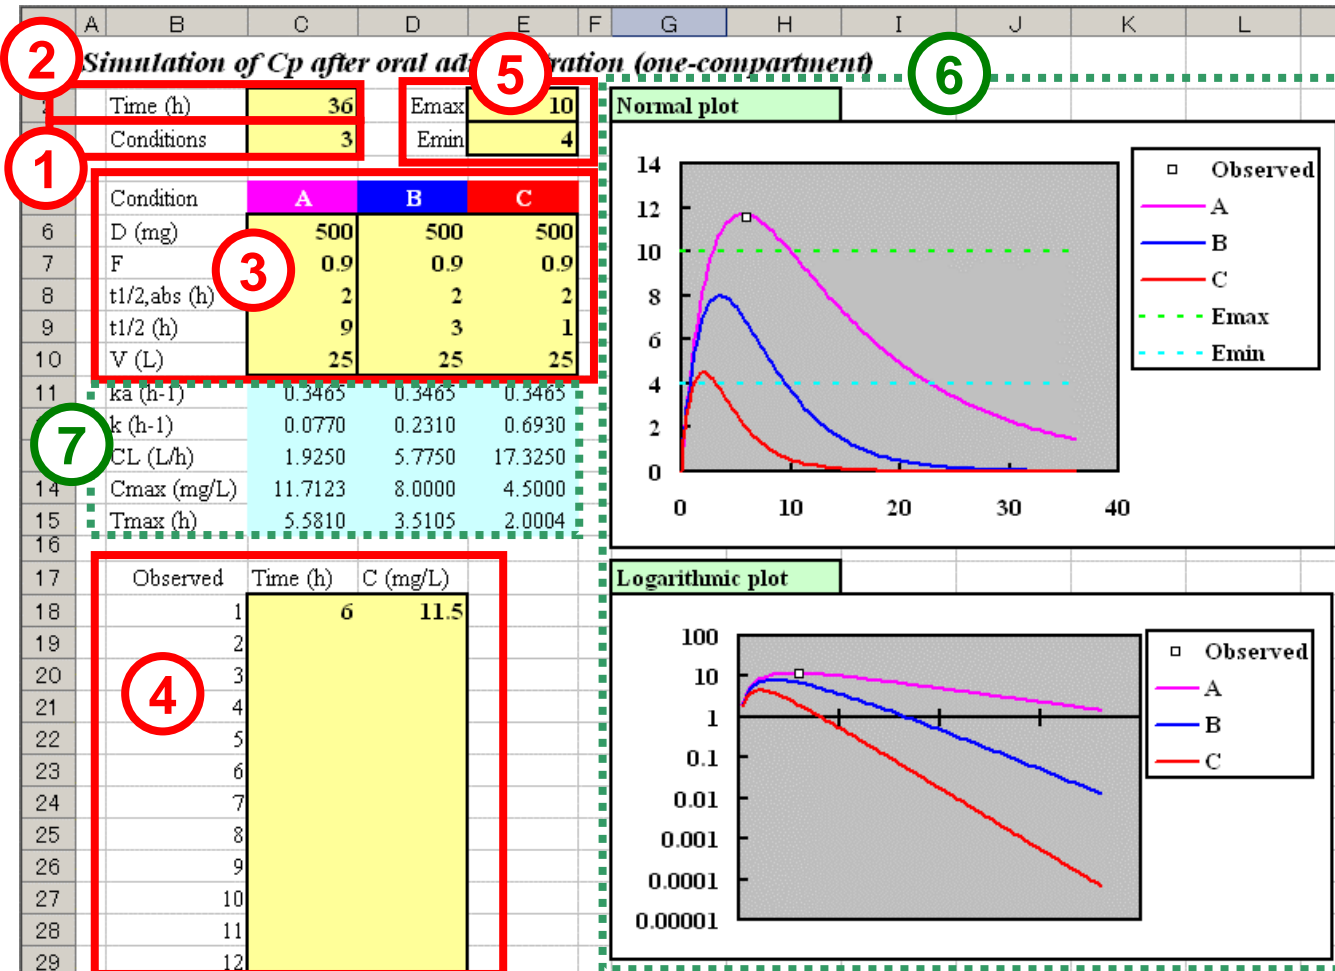 A B C D E F G H I J K L
2 Simulation of Cp after oral ad ration (one-compartment) 5 6
2 Time (h) 36 Emax 10 Normal plot
Conditions 3 Emin 4
1
Condition A B C
6 D (mg) 500 500 500
7 F 0.9 0.9 0.9
3
8 t1/2,abs (h) 2 2 2
9 t1/2 (h) 9 3 1
10 V (L) 25 25 25
11 ka (h-1) 0.3465 0.3465 0.3465
k (h-1) 0.0770 0.2310 0.6930
7
CL (L/h) 1.9250 5.7750 17.3250
14 Cmax (mg/L) 11.7123 8.0000 4.5000
15 Tmax (h) 5.5810 3.5105 2.0004
16
14
12
10
8
6
4
2
0
0 10 20 30 40
Observed
A
B
C
Emax
Emin
17 Observed Time (h) C (mg/L) Logarithmic plot
18 1 6 11.5
19 2
20 3
4
21 4
22 5
23 6
24 7
25 8
26 9
27 10
28 11
29 12
100
10
1
0.1
0.01
0.001
0.0001
0.00001
Observed
A
B
C